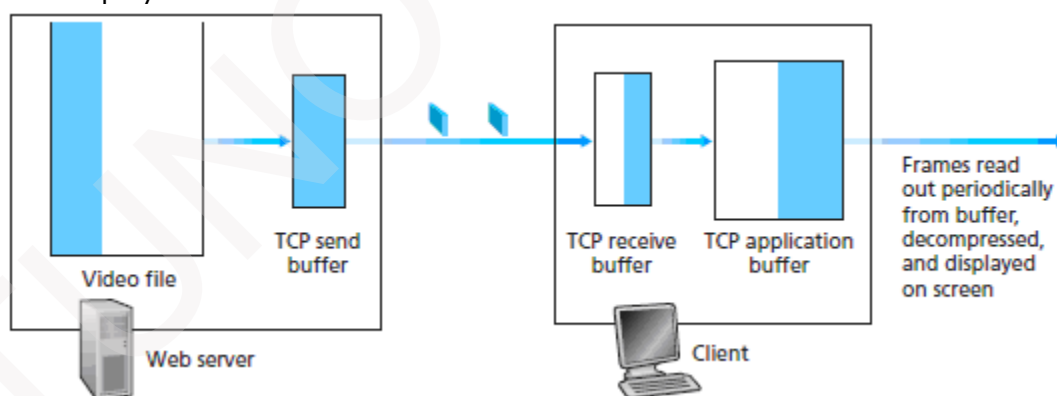 Video file
TCP send
buffer
TCP receive
buffer
TCP application
buffer
Frames read
out periodically
from buffer,
decompressed,
and displayed
on screen
Web server
Client